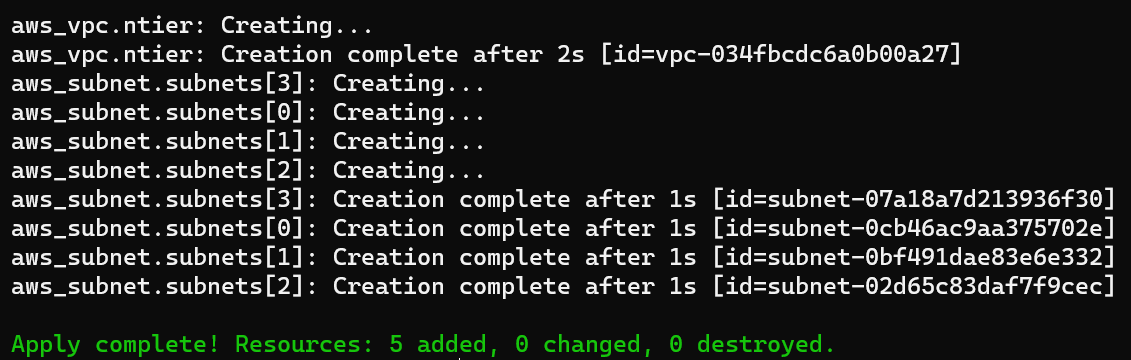 aws_vpc.ntier: Creating...
aws_vpc.ntier: Creation complete after 2s [id=vpc-034fbcdc6a0b00a27]
aws_subnet.subnets[3]: Creating...
aws_subnet.subnets[0]: Creating...
aws_subnet.subnets[1]: Creating...
aws_subnet.subnets[2]: Creating...
aws_subnet.subnets[3]: Creation complete after 1s [id=subnet-07a18a7d213936f30]
aws_subnet.subnets[0]: Creation complete after 1s [id=subnet-0cb46ac9aa375702e]
aws_subnet.subnets[1]: Creation complete after 1s [id=subnet-0bf491dae83e6e332]
aws_subnet.subnets[2]: Creation complete after 1s [id=subnet-02d65c83daf7f9cec]
Apply complete! Resources: 5 added, 0 changed, 0 destroyed.